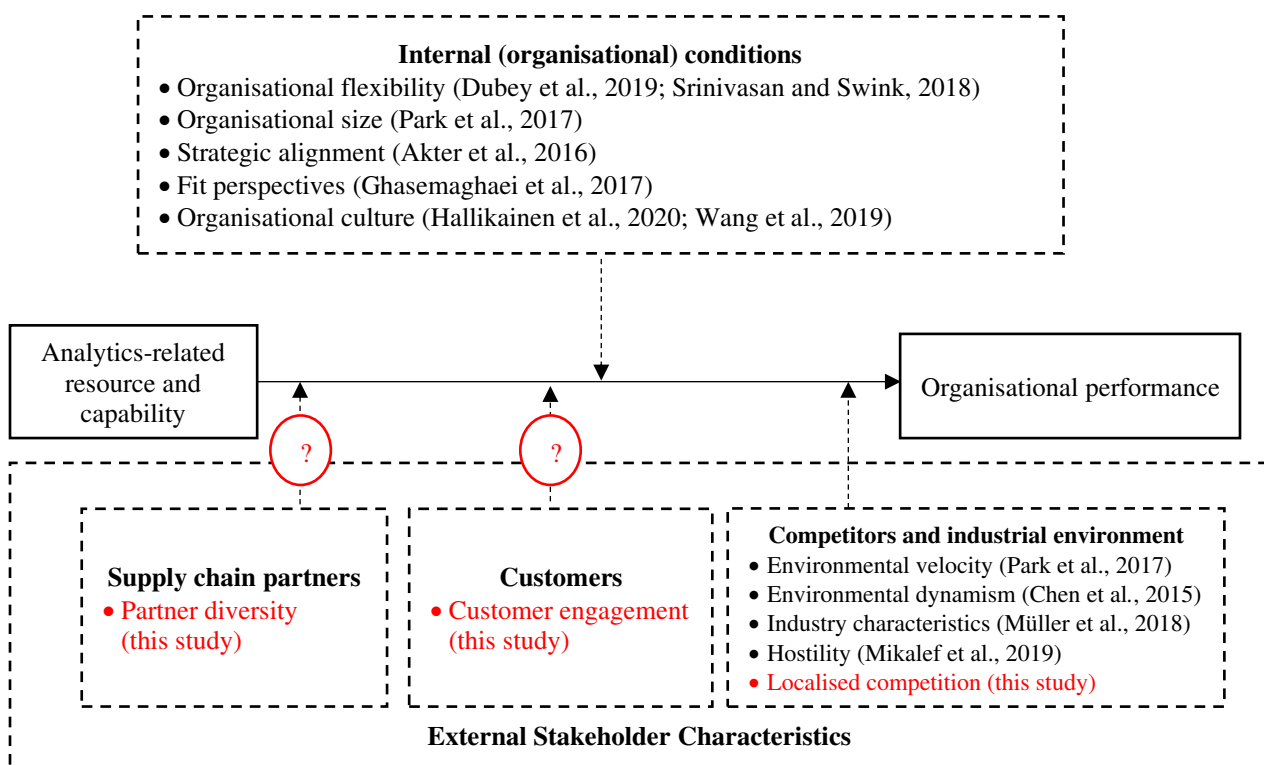 Internal (organisational) conditions
• Organisational flexibility (Dubey et al., 2019; Srinivasan and Swink, 2018)
• Organisational size (Park et al., 2017)
• Strategic alignment (Akter et al., 2016)
• Fit perspectives (Ghasemaghaei et al., 2017)
• Organisational culture (Hallikainen et al., 2020; Wang et al., 2019)
Analytics-related
resource and
capability
Organisational performance
?
?
Supply chain partners
• Partner diversity
(this study)
Customers
• Customer engagement
(this study)
Competitors and industrial environment
• Environmental velocity (Park et al., 2017)
• Environmental dynamism (Chen et al., 2015)
• Industry characteristics (Müller et al., 2018)
• Hostility (Mikalef et al., 2019)
• Localised competition (this study)
External Stakeholder Characteristics